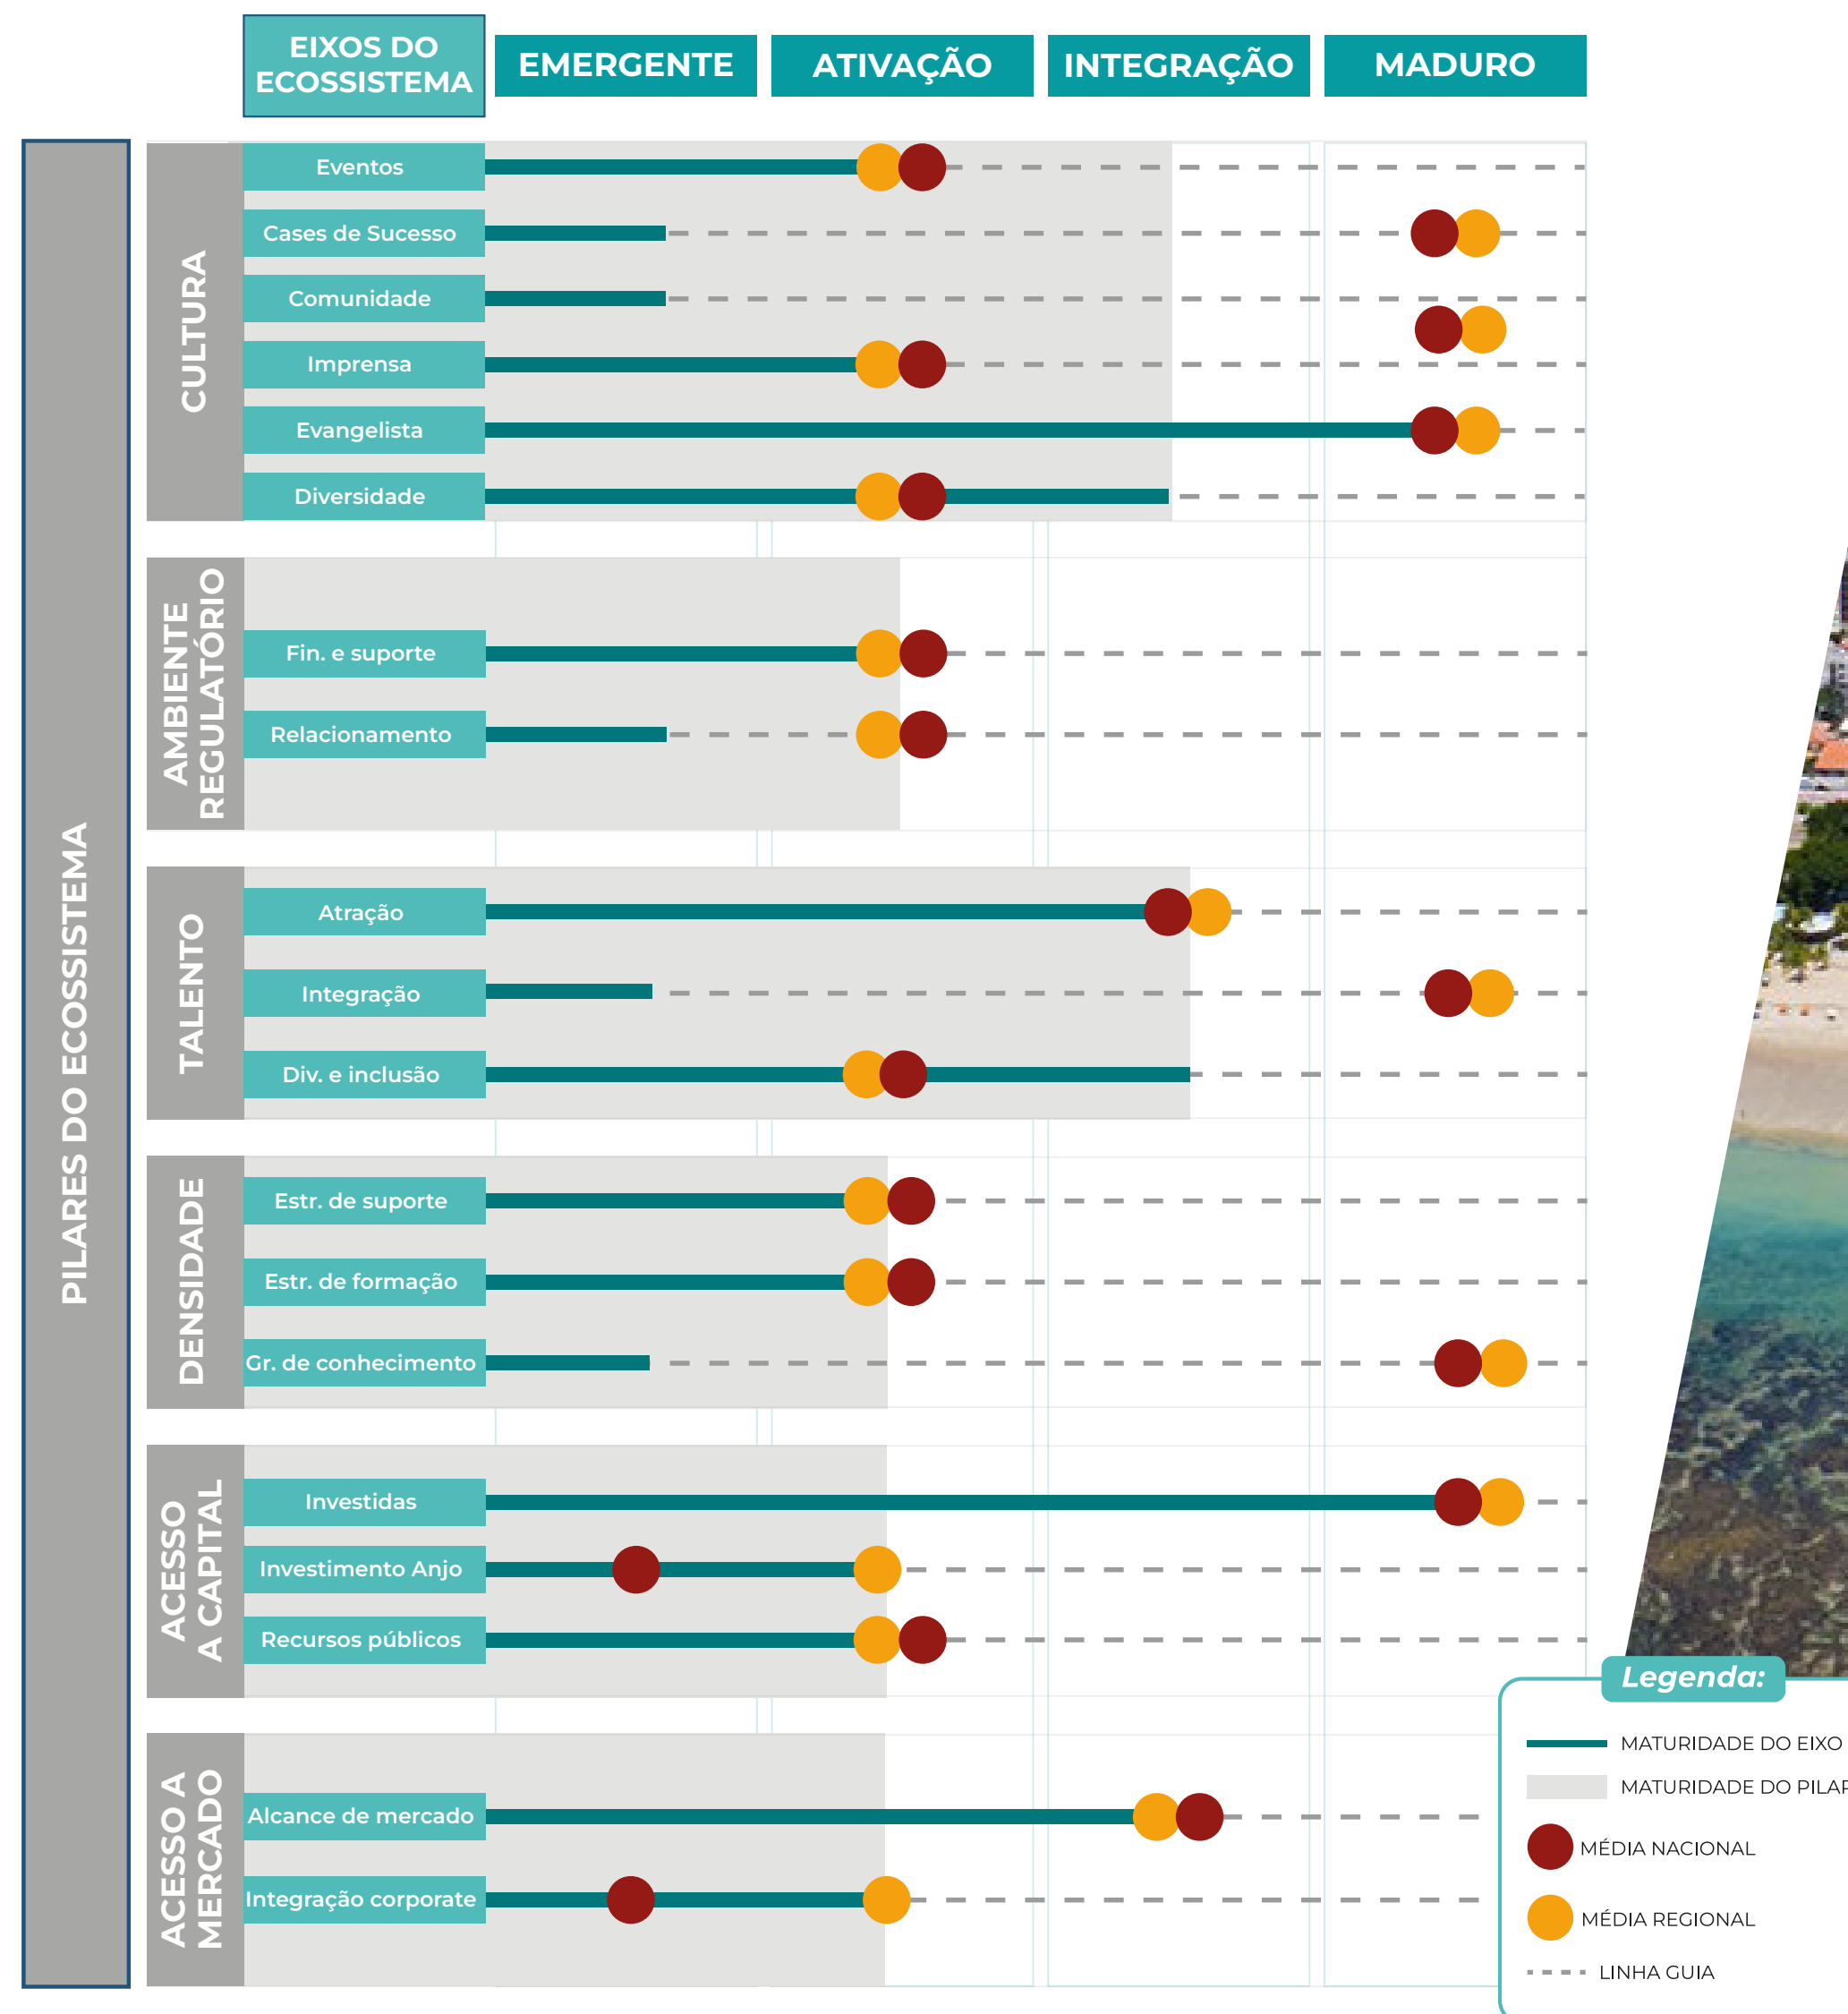 EIXOS DO
ECOSSISTEMA
EMERGENTE
ATIVAÇÃO
INTEGRAÇÃO
MADURO
PILARES DO ECOSSISTEMA
CULTURA
Eventos
Cases de Sucesso
Comunidade
Imprensa
Evangelista
Diversidade
AMBIENTE
REGULATÓRIO
Fin. e suporte
Relacionamento
TALENTO
Atração
Integração
Div. e inclusão
DENSIDADE
Estr. de suporte
Estr. de formação
Gr. de conhecimento
ACESSO
A CAPITAL
Investidas
Investimento Anjo
Recursos públicos
ACESSO A
MERCADO
Alcance de mercado
Integração corporate
Legenda:
MATURIDADE DO EIXO
MATURIDADE DO PILAR
MÉDIA NACIONAL
MÉDIA REGIONAL
LINHA GUIA